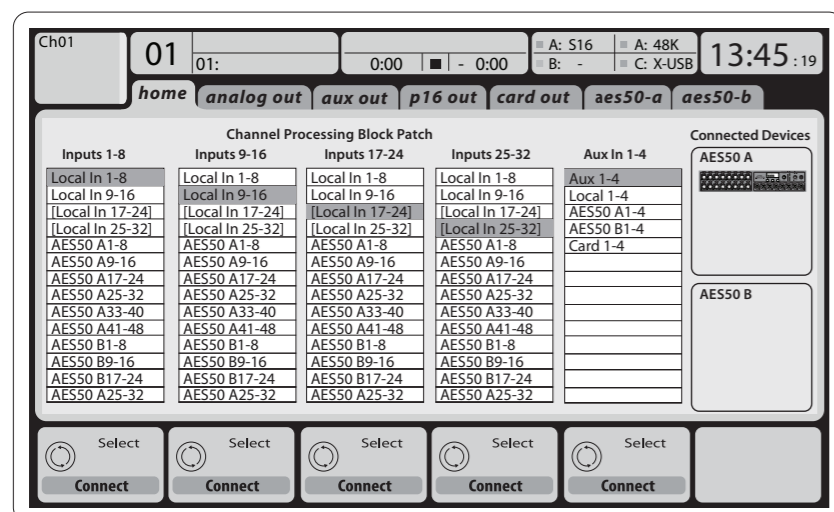 Ch01
01
01:
0:00
- 0:00
A: S16
B: -
A: 48K
C: X-USB
13:45 : 19
home
analog out
aux out
p16 out
card out
aes50-a
aes50-b
Channel Processing Block Patch
Connected Devices
Inputs 1-8
Local In 1-8
Local In 9-16
[Local In 17-24]
[Local In 25-32]
AES50 A1-8
AES50 A9-16
AES50 A17-24
AES50 A25-32
AES50 A33-40
AES50 A41-48
AES50 B1-8
AES50 B9-16
AES50 B17-24
AES50 A25-32
Inputs 9-16
Local In 1-8
Local In 9-16
[Local In 17-24]
[Local In 25-32]
AES50 A1-8
AES50 A9-16
AES50 A17-24
AES50 A25-32
AES50 A33-40
AES50 A41-48
AES50 B1-8
AES50 B9-16
AES50 B17-24
AES50 A25-32
Inputs 17-24
Local In 1-8
Local In 9-16
[Local In 17-24]
[Local In 25-32]
AES50 A1-8
AES50 A9-16
AES50 A17-24
AES50 A25-32
AES50 A33-40
AES50 A41-48
AES50 B1-8
AES50 B9-16
AES50 B17-24
AES50 A25-32
Inputs 25-32
Local In 1-8
Local In 9-16
[Local In 17-24]
[Local In 25-32]
AES50 A1-8
AES50 A9-16
AES50 A17-24
AES50 A25-32
AES50 A33-40
AES50 A41-48
AES50 B1-8
AES50 B9-16
AES50 B17-24
AES50 A25-32
Aux In 1-4
Aux 1-4
Local 1-4
AES50 A1-4
AES50 B1-4
Card 1-4
AES50 A
AES50 B
Select
Connect
Select
Connect
Select
Connect
Select
Connect
Select
Connect